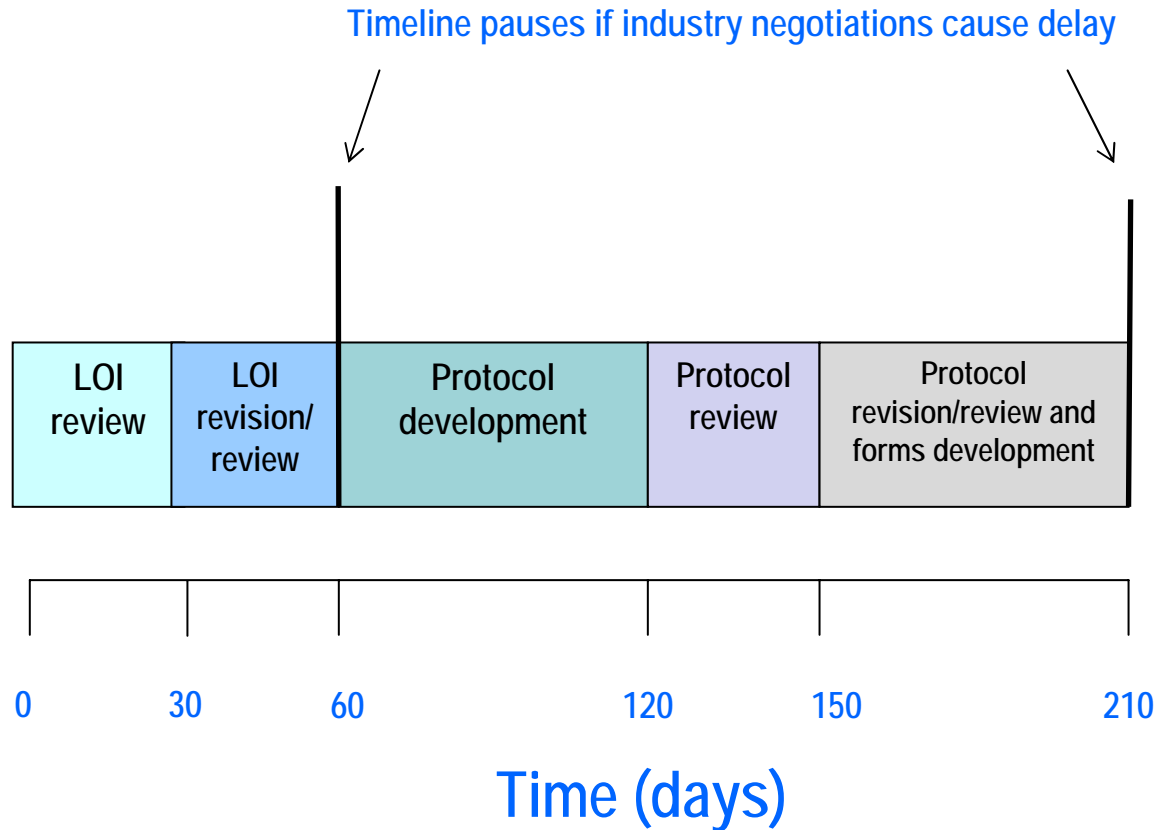 Timeline pauses if industry negotiations cause delay
LOI
review
LOI
revision/
review
Protocol
development
Protocol
review
Protocol
revision/review and
forms development
0
30
60
120
150
210
Time (days)